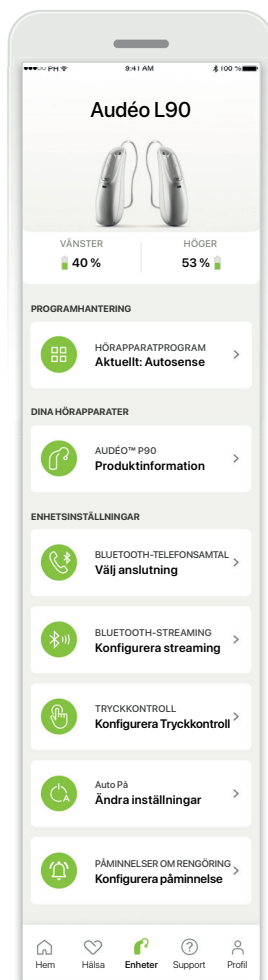 PH 9:41 AM 100 %
Audéo L90
VÄNSTER HÖGER
40 % 53 %
PROGRAMHANTERING
HÖRAPPARATPROGRAM
Aktuellt: Autosense
DINA HÖRAPPARATER
AUDÉO™ P90
Produktinformation
ENHETSINSTÄLLNINGAR
BLUETOOTH-TELEFONSAMTAL
Välj anslutning
BLUETOOTH-STREAMING
Konfigurera streaming
TRYCKKONTROLL
Konfigurera Tryckkontroll
Auto På
Ändra inställningar
PÅMINNELSER OM RENGÖRING
Konfigurera påminnelse
Hem Hälsa Enheter Support Profil